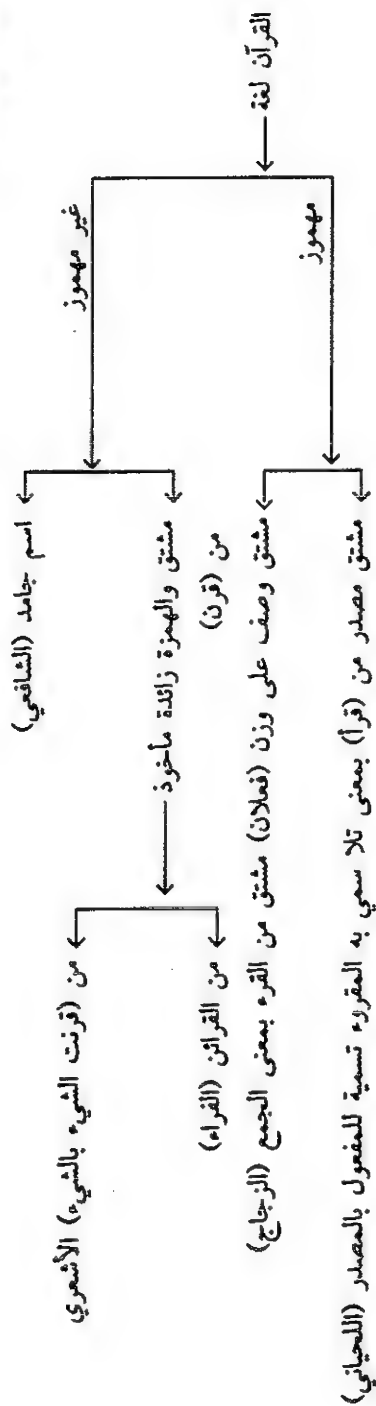 القرآن لغة
مهموز
مشتق مصدر من (قرأ) بمعنى تلا سمي به المقروء تسمية للمفعول بالمصدر (اللحياني)
مشتق وصف على وزن (فعلان) مشتق من القرء بمعنى الجمع (الزجاج)
غير مهموز
مشتق والهمزة زائدة مأخوذ
من (قرن)
من القرائن (الفراء)
من (قرنت الشيء بالشيء) الأشعري
اسم جامد (الشافعي)